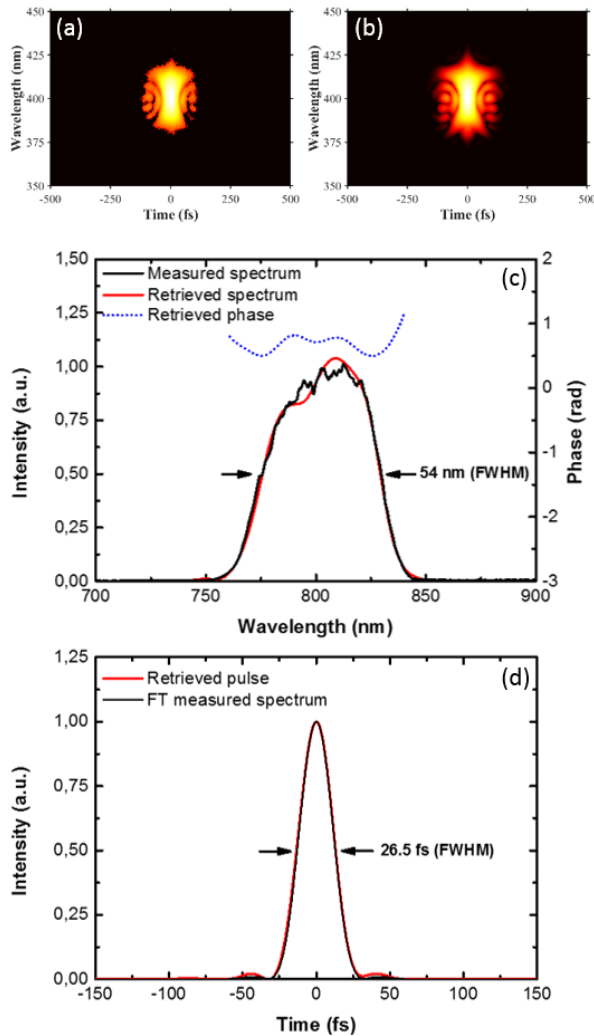 (a)
Wavelength (nm)
450
425
400
375
350
-500
-250
0
250
500
Time (fs)
(b)
Wavelength (nm)
450
425
400
375
350
-500
-250
0
250
500
Time (fs)
(c)
Measured spectrum
Retrieved spectrum
Retrieved phase
Intensity (a.u.)
1,50
1,25
1,00
0,75
0,50
0,25
0,00
2
1
0
-1
-2
-3
Phase (rad)
54 nm (FWHM)
700
750
800
850
900
Wavelength (nm)
(d)
Retrieved pulse
FT measured spectrum
Intensity (a.u.)
1,25
1,00
0,75
0,50
0,25
0,00
26.5 fs (FWHM)
-150
-100
-50
0
50
100
150
Time (fs)